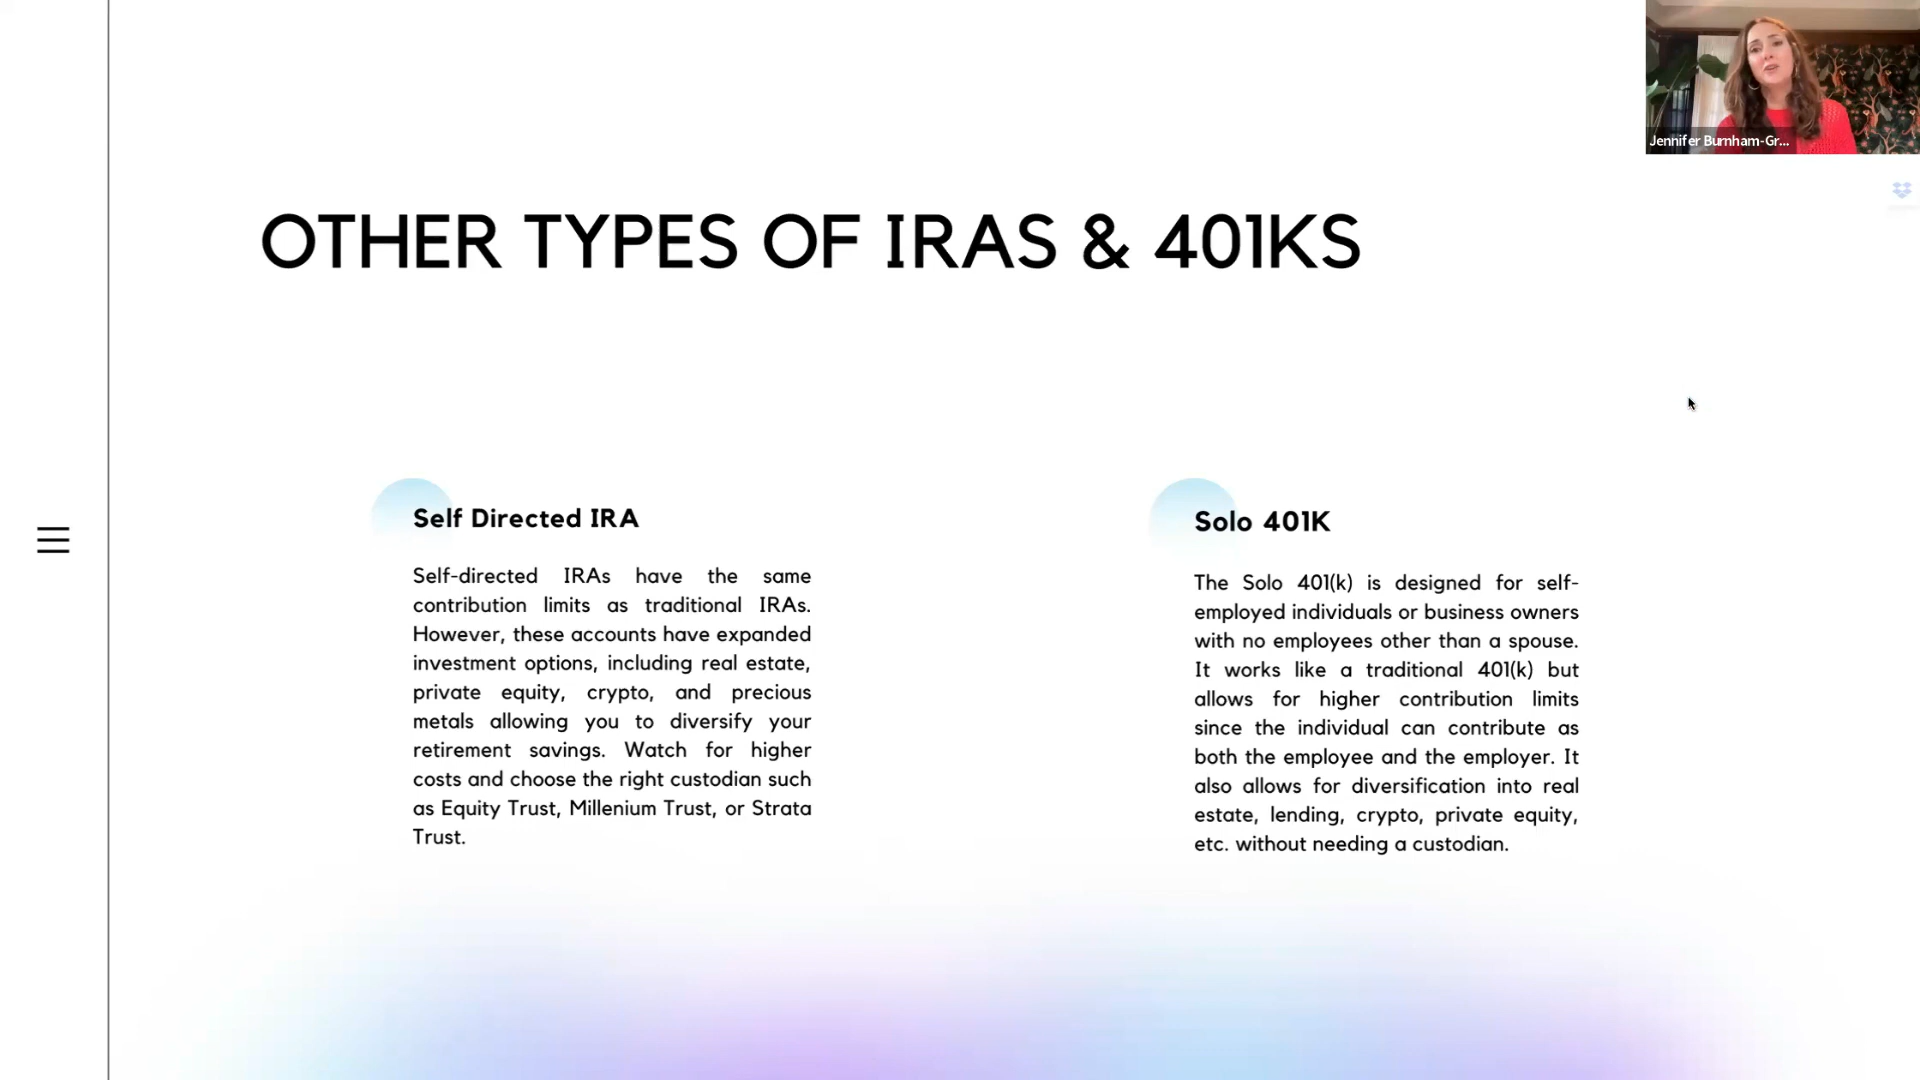 Jennifer Burnham-Gr...
OTHER TYPES OF IRAS & 401KS
Self Directed IRA
Self-directed IRAs have the same
contribution limits as traditional IRAs.
However, these accounts have expanded
investment options, including real estate,
private equity, crypto, and precious
metals allowing you to diversify your
retirement savings. Watch for higher
costs and choose the right custodian such
as Equity Trust, Millenium Trust, or Strata
Trust.
Solo 401K
The Solo 401(k) is designed for self-
employed individuals or business owners
with no employees other than a spouse.
It works like a traditional 401(k) but
allows for higher contribution limits
since the individual can contribute as
both the employee and the employer. It
also allows for diversification into real
estate, lending, crypto, private equity,
etc. without needing a custodian.